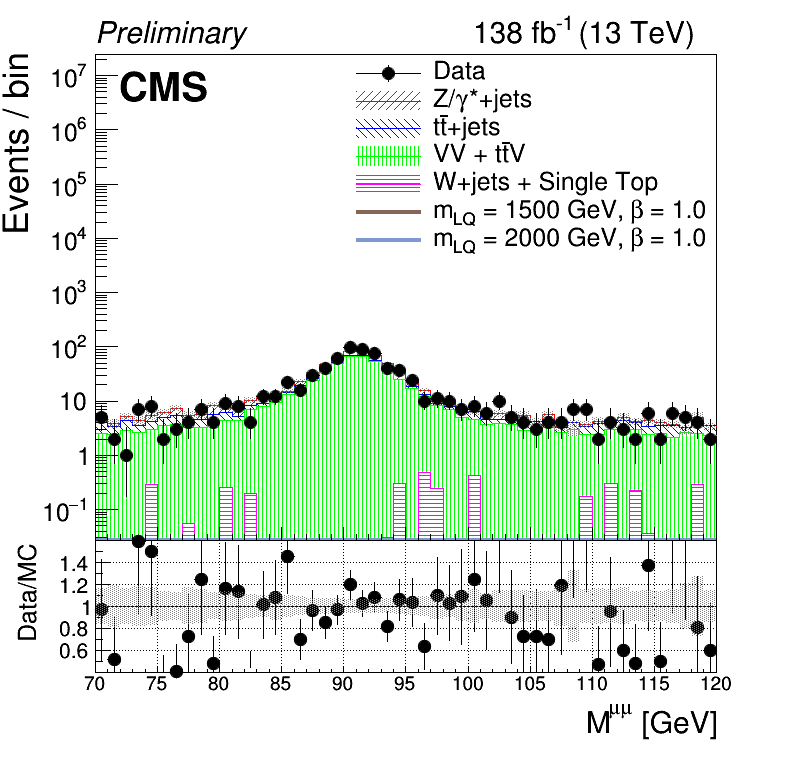 Preliminary 138 fb⁻¹ (13 TeV)
CMS
Events / bin
10⁷
10⁶
10⁵
10⁴
10³
10²
10
1
10⁻¹
Data
Z/γ*+jets
tt̄+jets
VV + tt̄V
W+jets + Single Top
m_LQ = 1500 GeV, β = 1.0
m_LQ = 2000 GeV, β = 1.0
Data/MC
1.4
1.2
1
0.8
0.6
70 75 80 85 90 95 100 105 110 115 120
M^μμ [GeV]